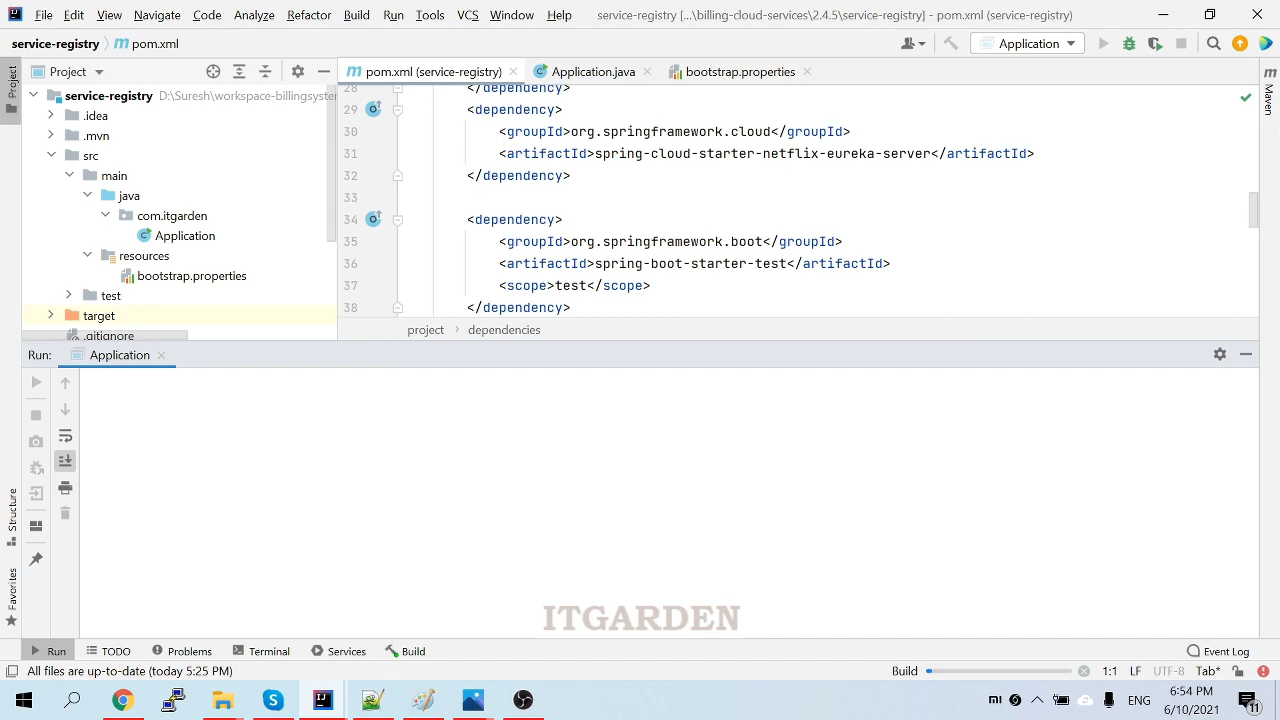 File Edit View Navigate Code Analyze Refactor Build Run Tools VCS Window Help service-registry [...\billing-cloud-services\2.4.5\service-registry] - pom.xml (service-registry)
service-registry pom.xml Application
Project pom.xml (service-registry) Application.java bootstrap.properties
Project
Maven
service-registry D:\Suresh\workspace-billingsyster
.idea
.mvn
src
main
java
com.itgarden
Application
resources
bootstrap.properties
test
target
.gitignore
28 </dependency>
29 <dependency>
30 <groupId>org.springframework.cloud</groupId>
31 <artifactId>spring-cloud-starter-netflix-eureka-server</artifactId>
32 </dependency>
33
34 <dependency>
35 <groupId>org.springframework.boot</groupId>
36 <artifactId>spring-boot-starter-test</artifactId>
37 <scope>test</scope>
38 </dependency>
project dependencies
Run: Application
Structure
Favorites
ITGARDEN
Run TODO Problems Terminal Services Build Event Log
All files are up-to-date (today 5:25 PM) Build 1:1 LF UTF-8 Tab*
ENG 5:54 PM
6/10/2021 11